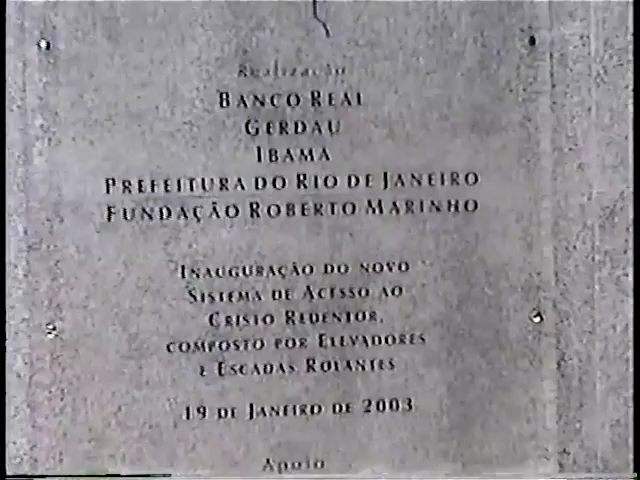 Realização
BANCO REAL
GERDAU
IBAMA
PREFEITURA DO RIO DE JANEIRO
FUNDAÇÃO ROBERTO MARINHO
INAUGURAÇÃO DO NOVO
SISTEMA DE ACESSO AO
CRISTO REDENTOR,
COMPOSTO POR ELEVADORES
E ESCADAS ROLANTES
19 DE JANEIRO DE 2003
Apoio